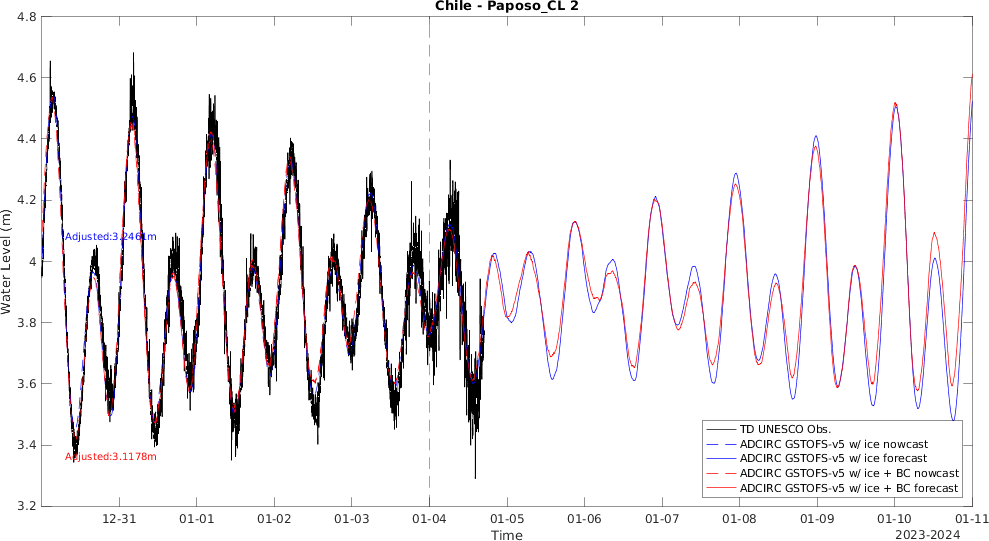 Chile - Paposo_CL 2
Water Level (m)
4.8
4.6
4.4
4.2
4
3.8
3.6
3.4
3.2
Adjusted:3.2461m
Adjusted:3.1178m
TD UNESCO Obs.
ADCIRC GSTOFS-v5 w/ ice nowcast
ADCIRC GSTOFS-v5 w/ ice forecast
ADCIRC GSTOFS-v5 w/ ice + BC nowcast
ADCIRC GSTOFS-v5 w/ ice + BC forecast
12-31 01-01 01-02 01-03 01-04 01-05 01-06 01-07 01-08 01-09 01-10 01-11
Time
2023-2024